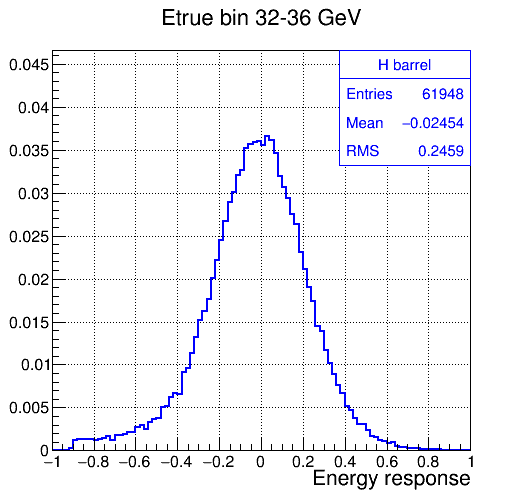 Etrue bin 32-36 GeV
H barrel
Entries 61948
Mean −0.02454
RMS 0.2459
0.045
0.04
0.035
0.03
0.025
0.02
0.015
0.01
0.005
0
−1 −0.8 −0.6 −0.4 −0.2 0 0.2 0.4 0.6 0.8 1
Energy response